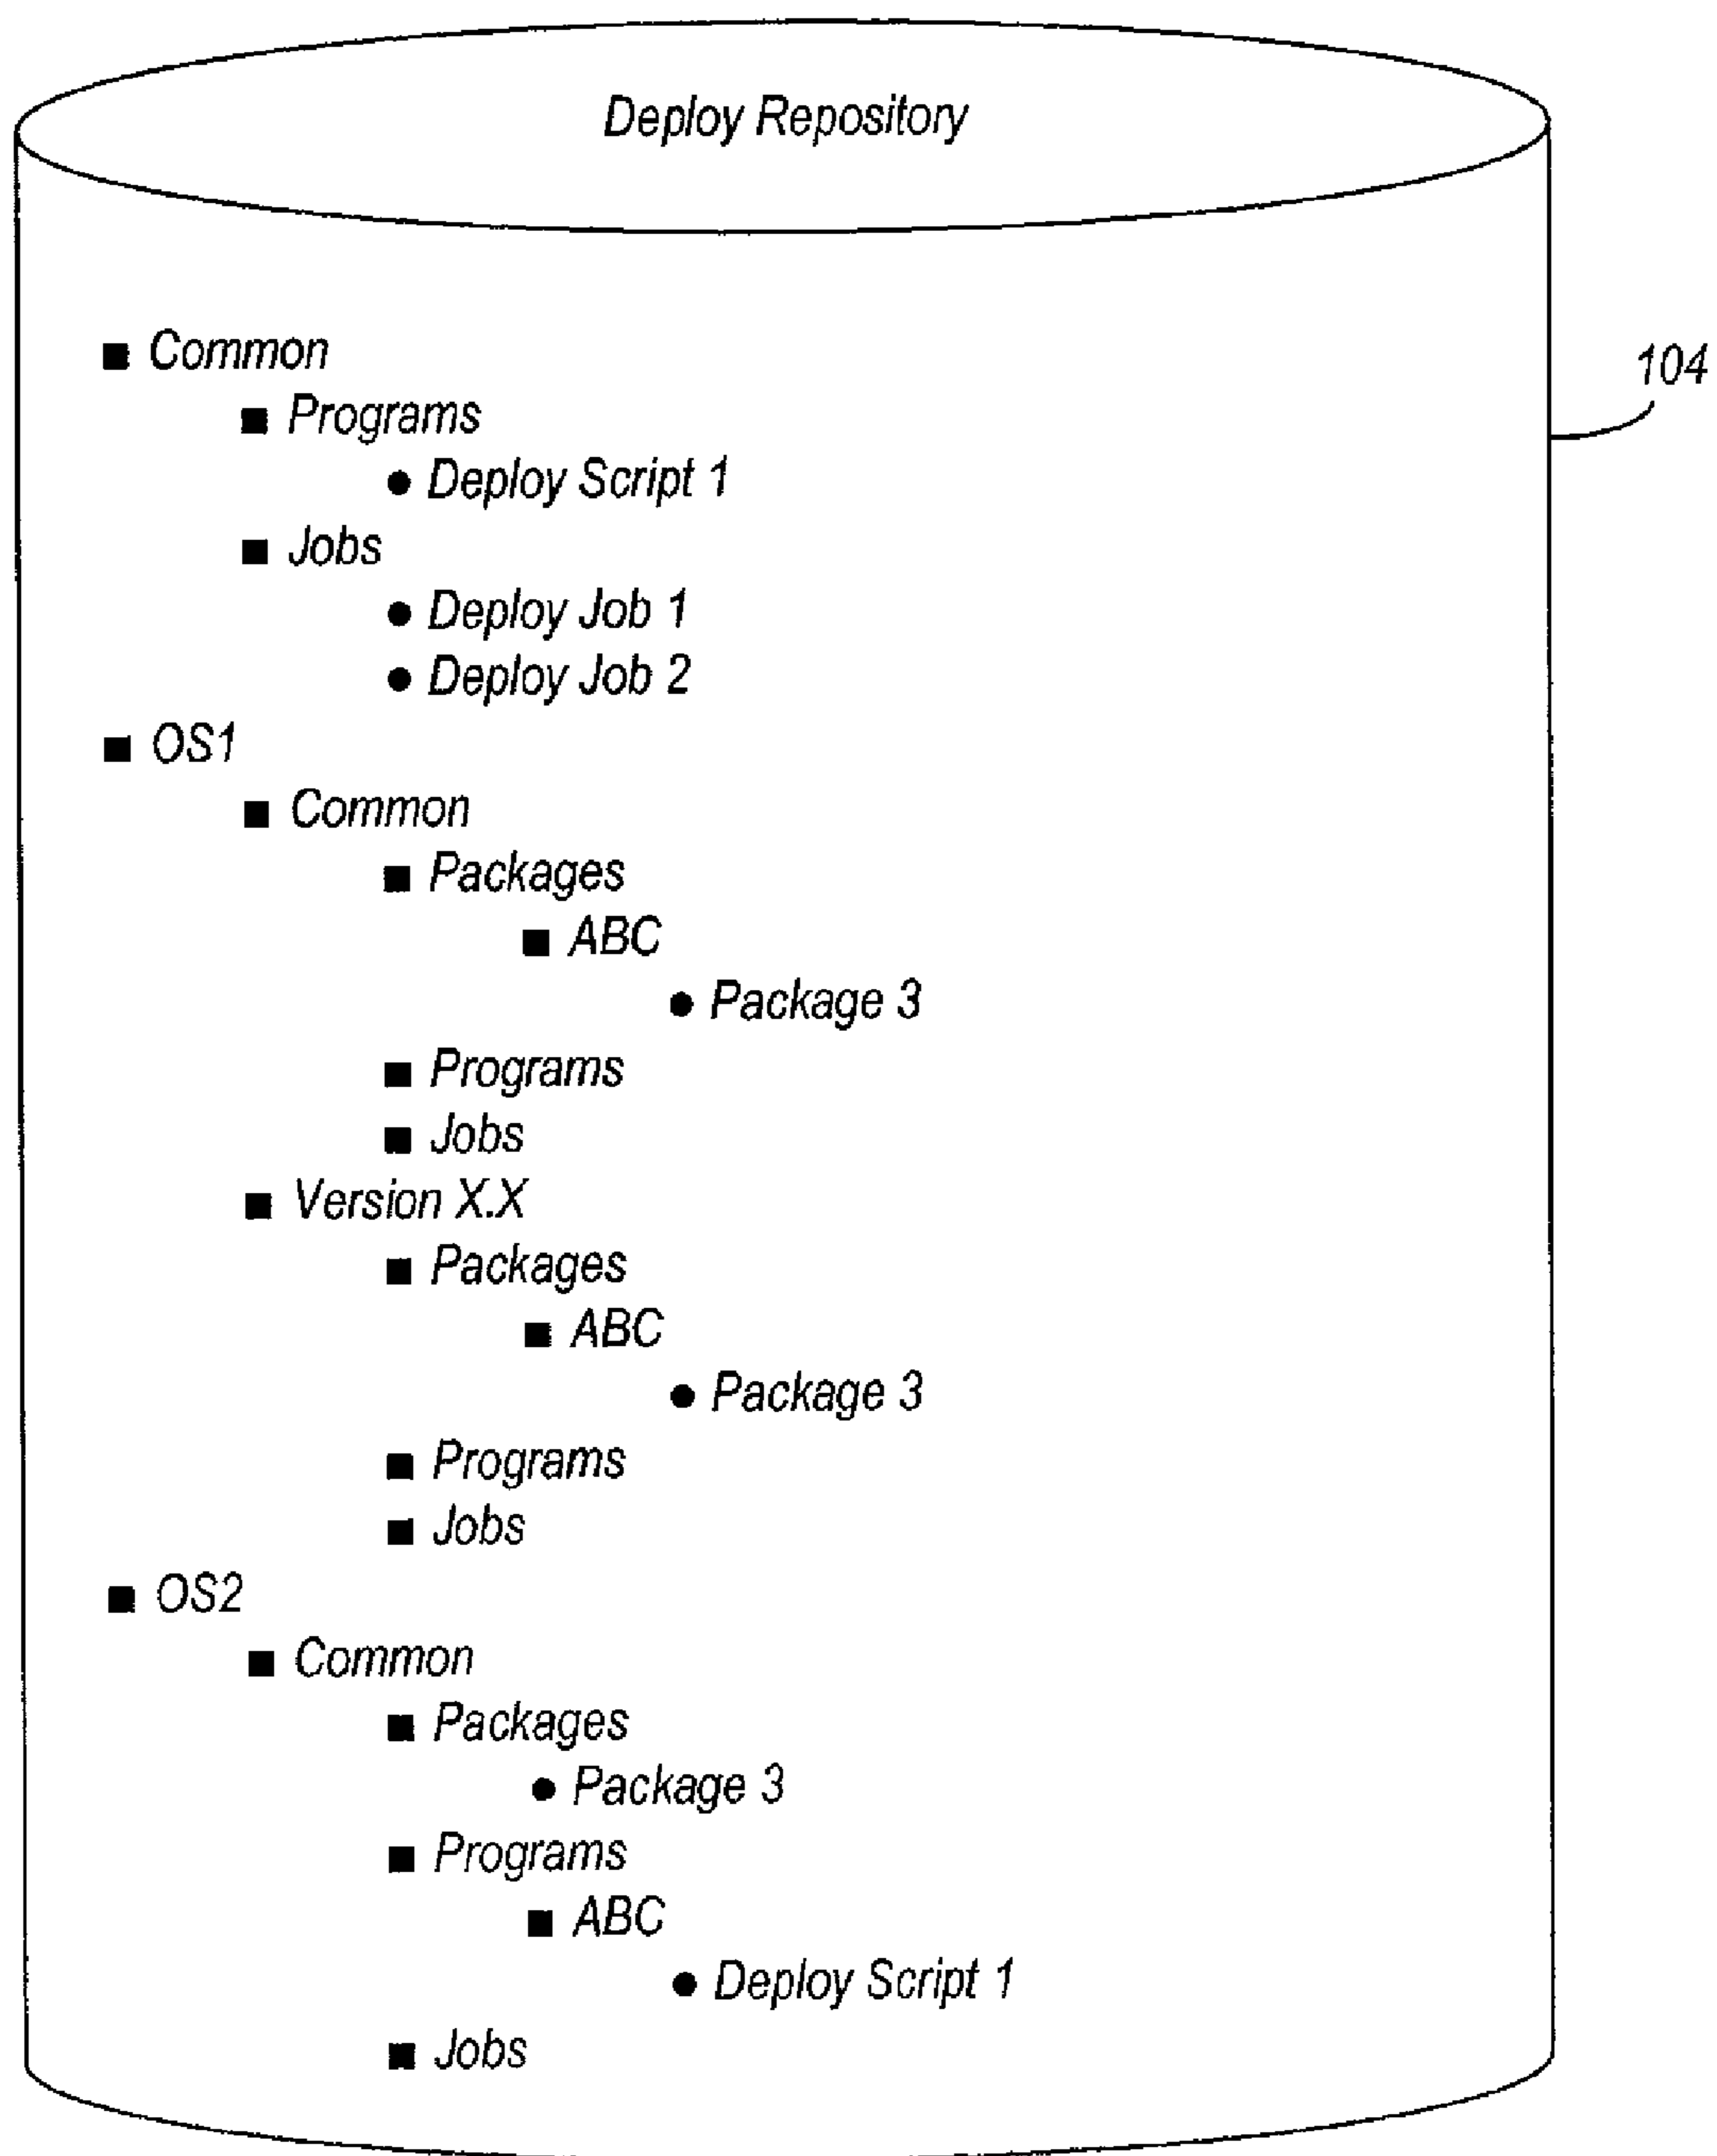 Deploy Repository
■ Common
■ Programs
● Deploy Script 1
■ Jobs
● Deploy Job 1
● Deploy Job 2
■ OS1
■ Common
■ Packages
■ ABC
● Package 3
■ Programs
■ Jobs
■ Version X.X
■ Packages
■ ABC
● Package 3
■ Programs
■ Jobs
■ OS2
■ Common
■ Packages
● Package 3
■ Programs
■ ABC
● Deploy Script 1
■ Jobs
104